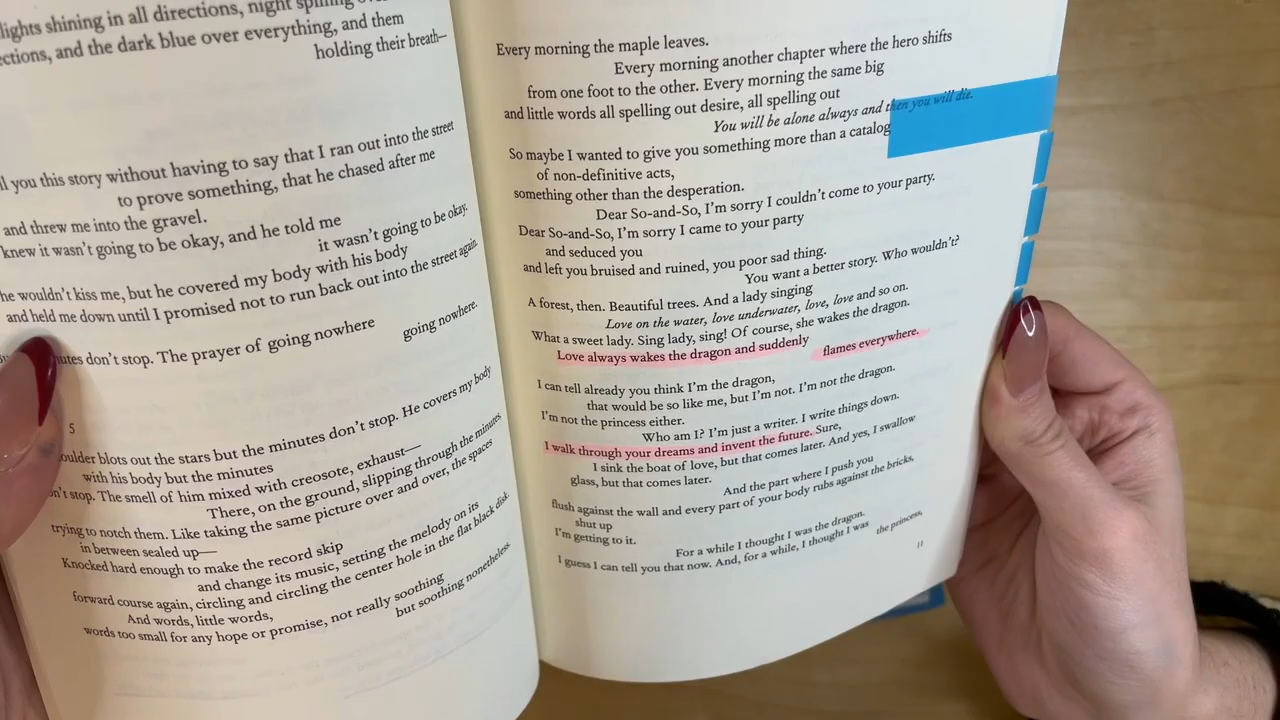 lights shining in all directions, night spinning over
ections, and the dark blue over everything, and them
holding their breath—
ll you this story without having to say that I ran out into the street
to prove something, that he chased after me
and threw me into the gravel.
knew it wasn't going to be okay, and he told me
it wasn't going to be okay.
he wouldn't kiss me, but he covered my body with his body
and held me down until I promised not to run back out into the street again.
utes don't stop. The prayer of going nowhere
going nowhere.
5
oulder blots out the stars but the minutes don't stop. He covers my body
with his body but the minutes
n't stop. The smell of him mixed with creosote, exhaust—
There, on the ground, slipping through the minutes,
trying to notch them. Like taking the same picture over and over, the spaces
in between sealed up—
Knocked hard enough to make the record skip
and change its music, setting the melody on its
forward course again, circling and circling the center hole in the flat black disk.
And words, little words,
words too small for any hope or promise, not really soothing
but soothing nonetheless.
Every morning the maple leaves.
Every morning another chapter where the hero shifts
from one foot to the other. Every morning the same big
and little words all spelling out desire, all spelling out
You will be alone always and then you will die.
So maybe I wanted to give you something more than a catalog
of non-definitive acts,
something other than the desperation.
Dear So-and-So, I'm sorry I couldn't come to your party.
Dear So-and-So, I'm sorry I came to your party
and seduced you
and left you bruised and ruined, you poor sad thing.
You want a better story. Who wouldn't?
A forest, then. Beautiful trees. And a lady singing
Love on the water, love underwater, love, love and so on.
What a sweet lady. Sing lady, sing! Of course, she wakes the dragon.
Love always wakes the dragon and suddenly
flames everywhere.
I can tell already you think I'm the dragon,
that would be so like me, but I'm not. I'm not the dragon.
I'm not the princess either.
Who am I? I'm just a writer. I write things down.
I walk through your dreams and invent the future. Sure,
I sink the boat of love, but that comes later. And yes, I swallow
glass, but that comes later.
And the part where I push you
flush against the wall and every part of your body rubs against the bricks,
shut up
I'm getting to it.
For a while I thought I was the dragon.
I guess I can tell you that now. And, for a while, I thought I was
the princess,
11